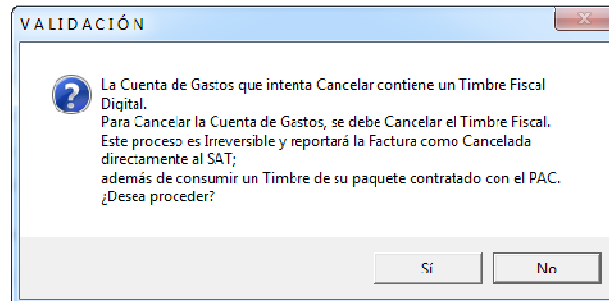 VALIDACIÓN
La Cuenta de Gastos que intenta Cancelar contiene un Timbre Fiscal
Digital.
Para Cancelar la Cuenta de Gastos, se debe Cancelar el Timbre Fiscal.
Este proceso es Irreversible y reportará la Factura como Cancelada
directamente al SAT;
además de consumir un Timbre de su paquete contratado con el PAC.
¿Desea proceder?
Sí
No